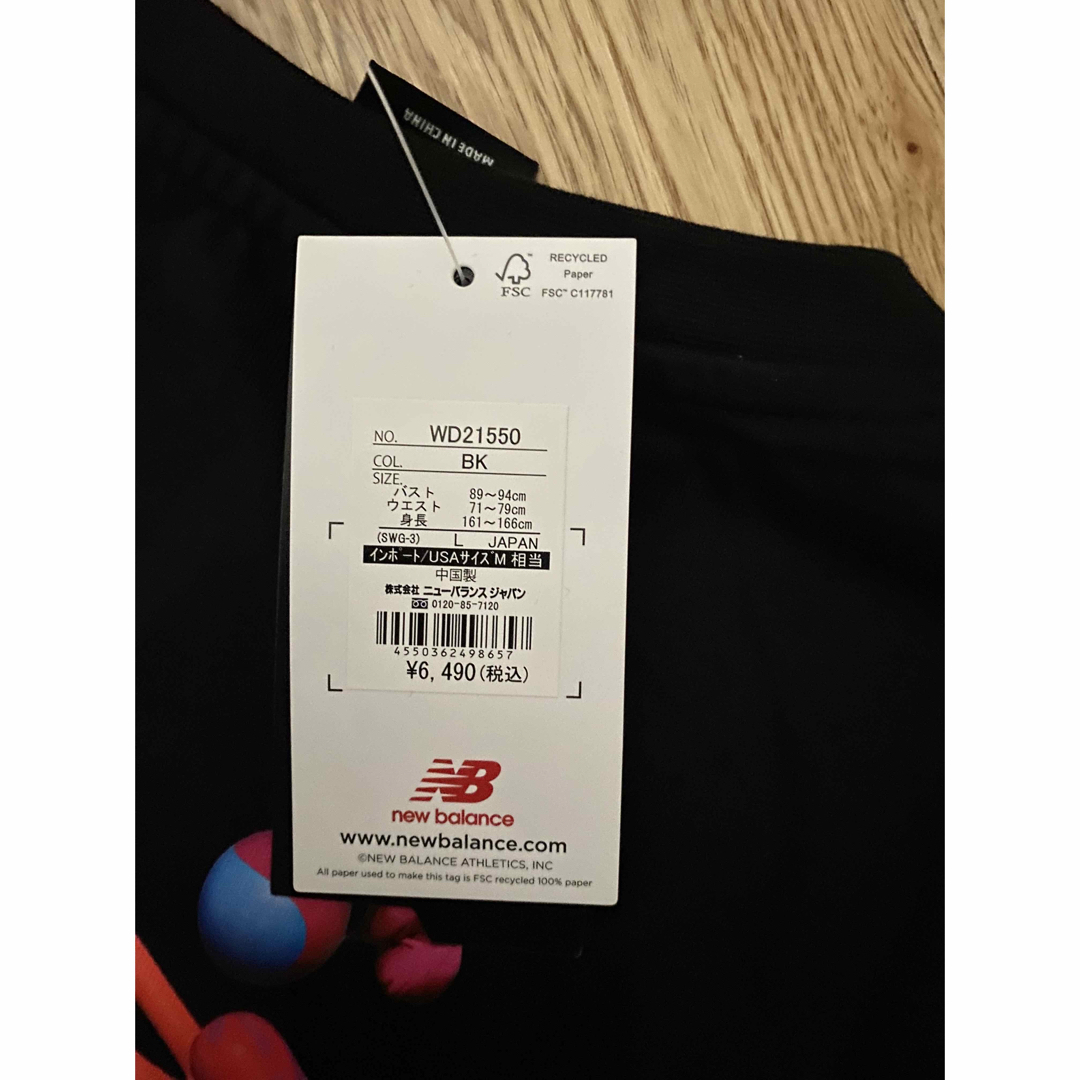 MADE IN CHINA
RECYCLED
Paper
FSC™ C117781
FSC
NO. WD21550
COL. BK
SIZE.
バスト 89〜94cm
ウエスト 71〜79cm
身長 161〜166cm
(SWG-3) L JAPAN
インポート/USAサイズM 相当
中国製
株式会社 ニューバランス ジャパン
0120-85-7120
4550362498657
¥6,490(税込)
NB
new balance
www.newbalance.com
©NEW BALANCE ATHLETICS, INC
All paper used to make this tag is FSC recycled 100% paper